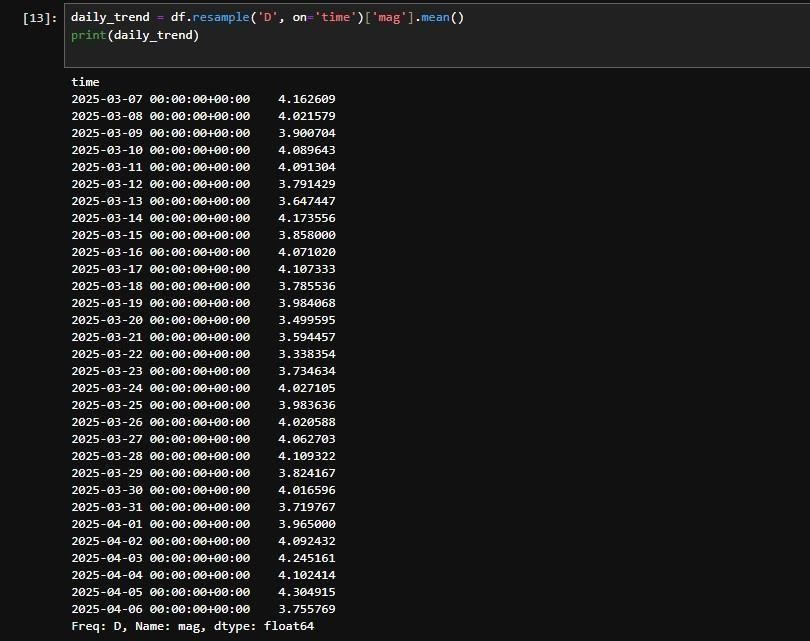 [13]: daily_trend = df.resample('D', on='time')['mag'].mean()
print(daily_trend)
time
2025-03-07 00:00:00+00:00    4.162609
2025-03-08 00:00:00+00:00    4.021579
2025-03-09 00:00:00+00:00    3.900704
2025-03-10 00:00:00+00:00    4.089643
2025-03-11 00:00:00+00:00    4.091304
2025-03-12 00:00:00+00:00    3.791429
2025-03-13 00:00:00+00:00    3.647447
2025-03-14 00:00:00+00:00    4.173556
2025-03-15 00:00:00+00:00    3.858000
2025-03-16 00:00:00+00:00    4.071020
2025-03-17 00:00:00+00:00    4.107333
2025-03-18 00:00:00+00:00    3.785536
2025-03-19 00:00:00+00:00    3.984068
2025-03-20 00:00:00+00:00    3.499595
2025-03-21 00:00:00+00:00    3.594457
2025-03-22 00:00:00+00:00    3.338354
2025-03-23 00:00:00+00:00    3.734634
2025-03-24 00:00:00+00:00    4.027105
2025-03-25 00:00:00+00:00    3.983636
2025-03-26 00:00:00+00:00    4.020588
2025-03-27 00:00:00+00:00    4.062703
2025-03-28 00:00:00+00:00    4.109322
2025-03-29 00:00:00+00:00    3.824167
2025-03-30 00:00:00+00:00    4.016596
2025-03-31 00:00:00+00:00    3.719767
2025-04-01 00:00:00+00:00    3.965000
2025-04-02 00:00:00+00:00    4.092432
2025-04-03 00:00:00+00:00    4.245161
2025-04-04 00:00:00+00:00    4.102414
2025-04-05 00:00:00+00:00    4.304915
2025-04-06 00:00:00+00:00    3.755769
Freq: D, Name: mag, dtype: float64